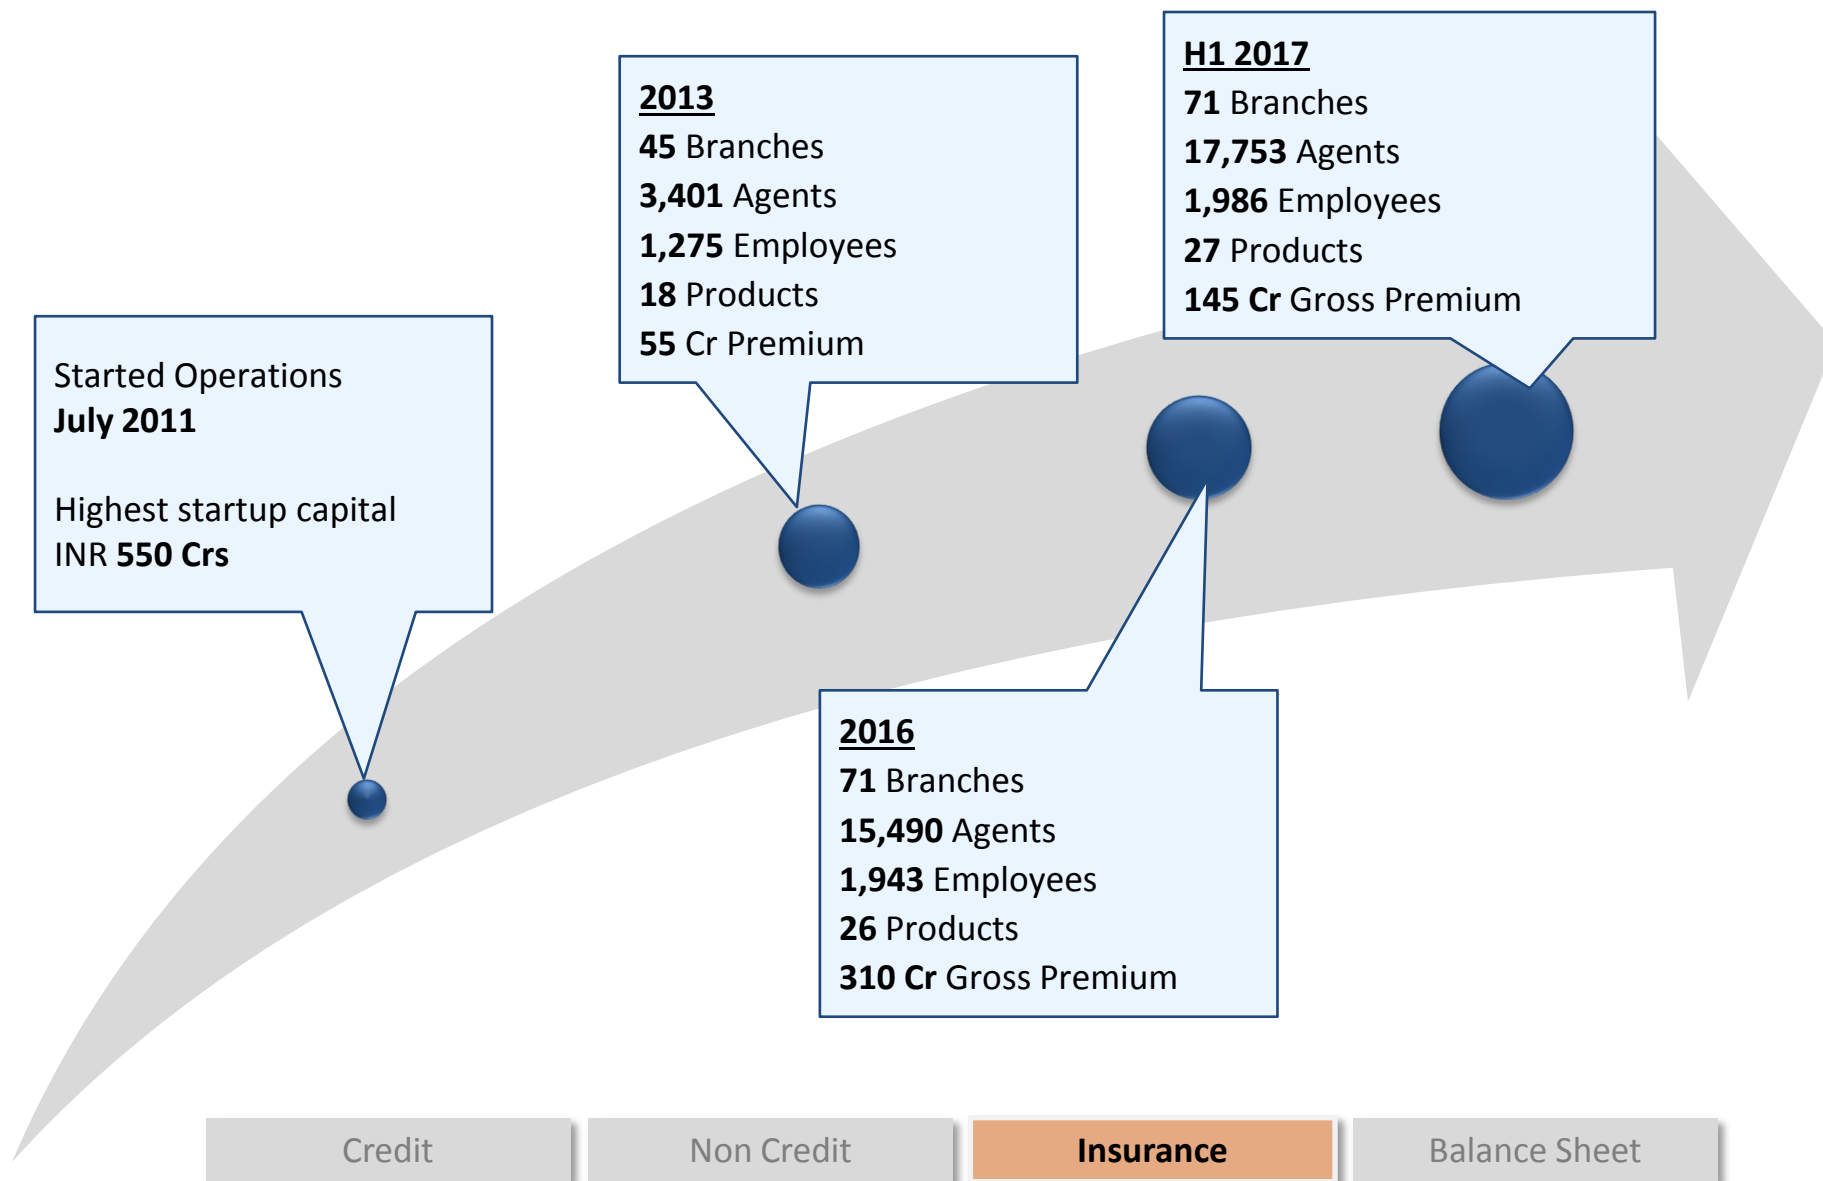 Started Operations
July 2011
Highest startup capital
INR 550 Crs
2013
45 Branches
3,401 Agents
1,275 Employees
18 Products
55 Cr Premium
2016
71 Branches
15,490 Agents
1,943 Employees
26 Products
310 Cr Gross Premium
H1 2017
71 Branches
17,753 Agents
1,986 Employees
27 Products
145 Cr Gross Premium
Credit
Non Credit
Insurance
Balance Sheet